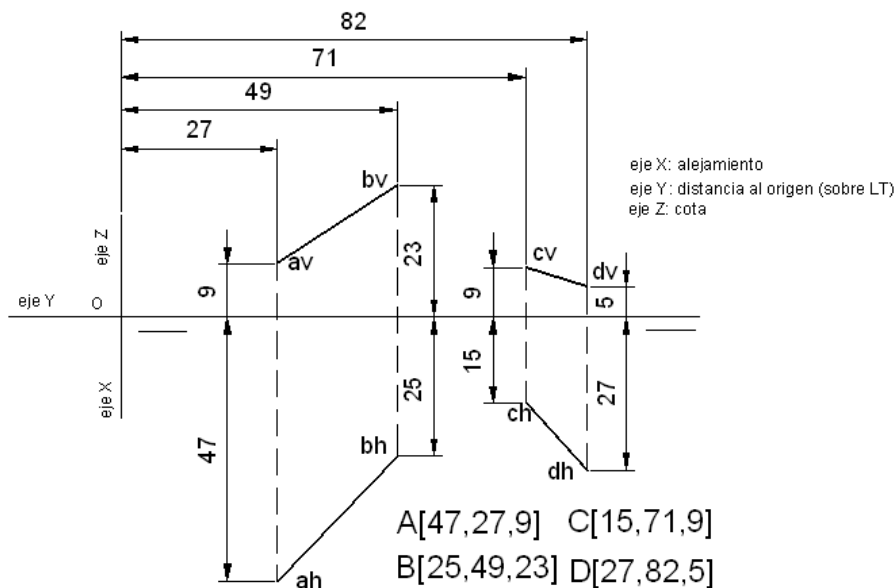 82
71
49
27
bv
eje X: alejamiento
eje Y: distancia al origen (sobre LT)
eje Z: cota
eje Z
av
23
cv
dv
9
9
5
eje Y
O
eje X
15
25
27
47
ch
bh
dh
A[47,27,9] C[15,71,9]
B[25,49,23] D[27,82,5]
ah